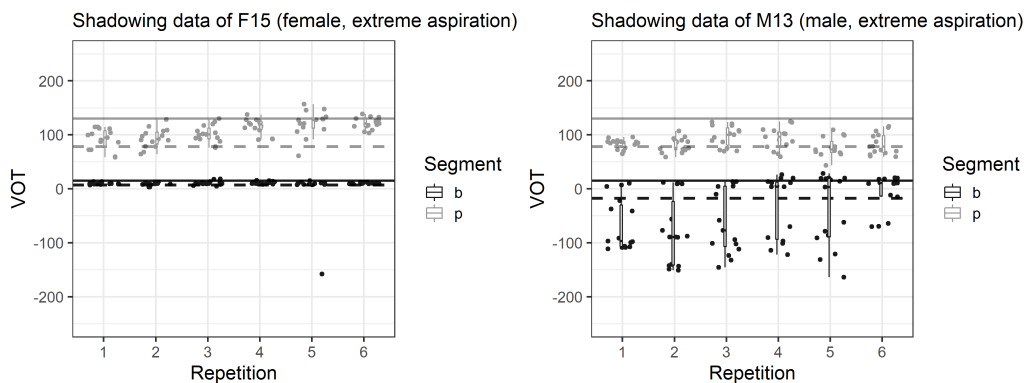 Shadowing data of F15 (female, extreme aspiration)
VOT
200
100
0
-100
-200
1 2 3 4 5 6
Repetition
Segment
b
p
Shadowing data of M13 (male, extreme aspiration)
VOT
200
100
0
-100
-200
1 2 3 4 5 6
Repetition
Segment
b
p